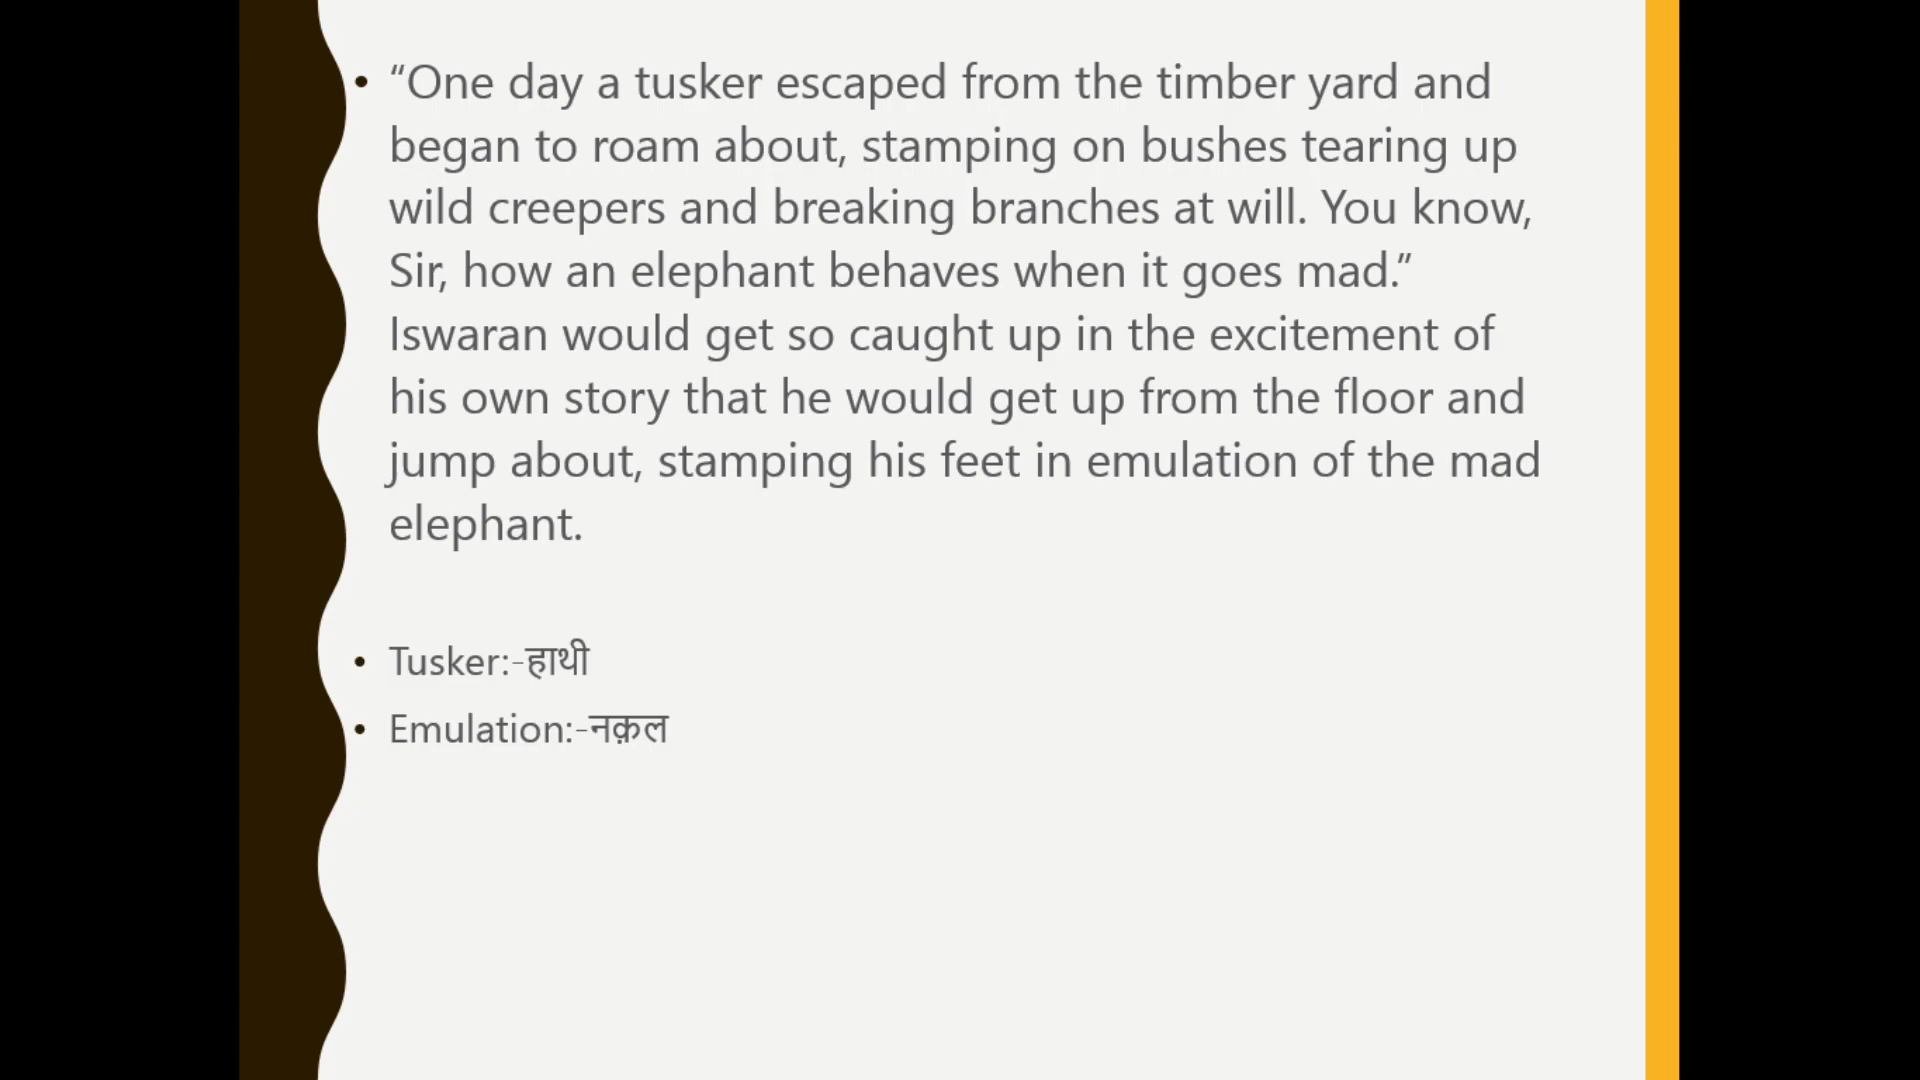 • “One day a tusker escaped from the timber yard and
began to roam about, stamping on bushes tearing up
wild creepers and breaking branches at will. You know,
Sir, how an elephant behaves when it goes mad.”
Iswaran would get so caught up in the excitement of
his own story that he would get up from the floor and
jump about, stamping his feet in emulation of the mad
elephant.
• Tusker:-हाथी
• Emulation:-नक़ल